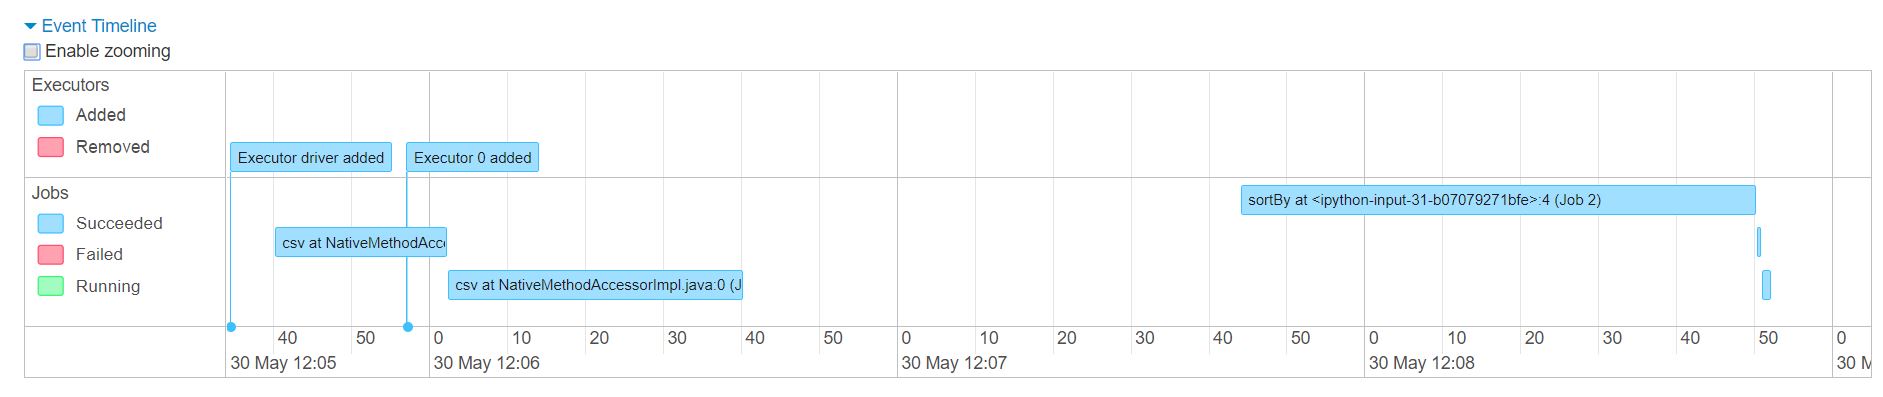 Event Timeline
Enable zooming
Executors
Added
Removed
Executor driver added
Executor 0 added
Jobs
Succeeded
Failed
Running
sortBy at <ipython-input-31-b07079271bfe>:4 (Job 2)
csv at NativeMethodAcce
csv at NativeMethodAccessorImpl.java:0 (J
40 50 0 10 20 30 40 50 0 10 20 30 40 50 0 10 20 30 40 50 0
30 May 12:05 30 May 12:06 30 May 12:07 30 May 12:08 30 M